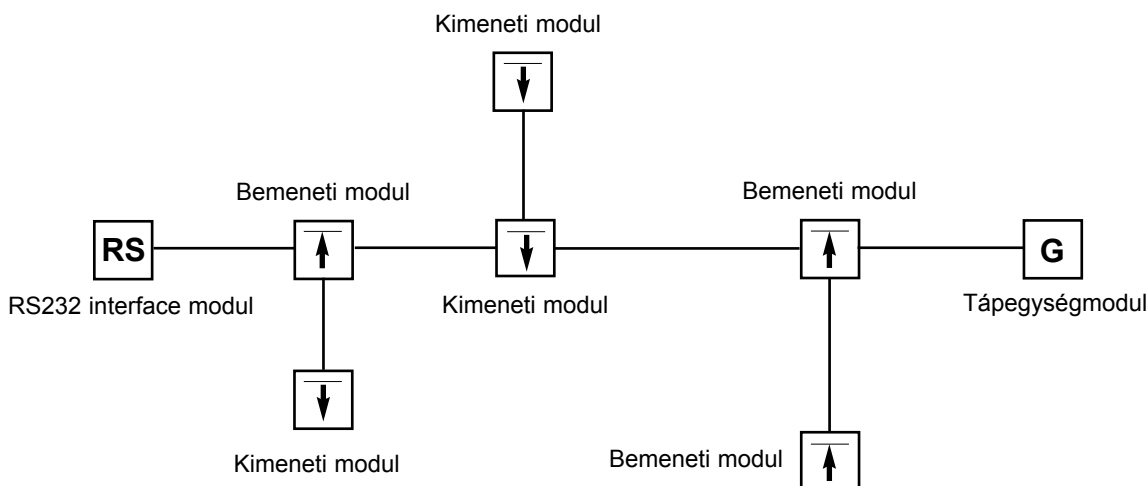 Kimeneti modul
Bemeneti modul
Bemeneti modul
RS
G
RS232 interface modul
Kimeneti modul
Tápegységmodul
Kimeneti modul
Bemeneti modul